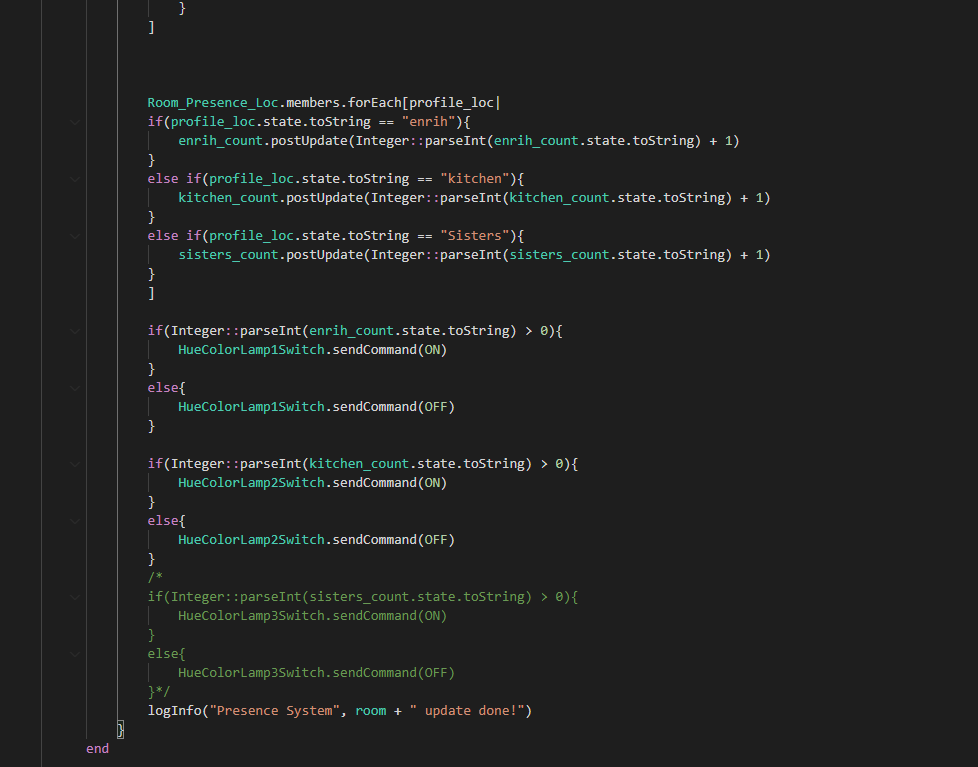 }
]
Room_Presence_Loc.members.forEach[profile_loc|
if(profile_loc.state.toString == "enrih"){
enrih_count.postUpdate(Integer::parseInt(enrih_count.state.toString) + 1)
}
else if(profile_loc.state.toString == "kitchen"){
kitchen_count.postUpdate(Integer::parseInt(kitchen_count.state.toString) + 1)
}
else if(profile_loc.state.toString == "Sisters"){
sisters_count.postUpdate(Integer::parseInt(sisters_count.state.toString) + 1)
}
]
if(Integer::parseInt(enrih_count.state.toString) > 0){
HueColorLamp1Switch.sendCommand(ON)
}
else{
HueColorLamp1Switch.sendCommand(OFF)
}
if(Integer::parseInt(kitchen_count.state.toString) > 0){
HueColorLamp2Switch.sendCommand(ON)
}
else{
HueColorLamp2Switch.sendCommand(OFF)
}
/*
if(Integer::parseInt(sisters_count.state.toString) > 0){
HueColorLamp3Switch.sendCommand(ON)
}
else{
HueColorLamp3Switch.sendCommand(OFF)
}*/
logInfo("Presence System", room + " update done!")
}
end